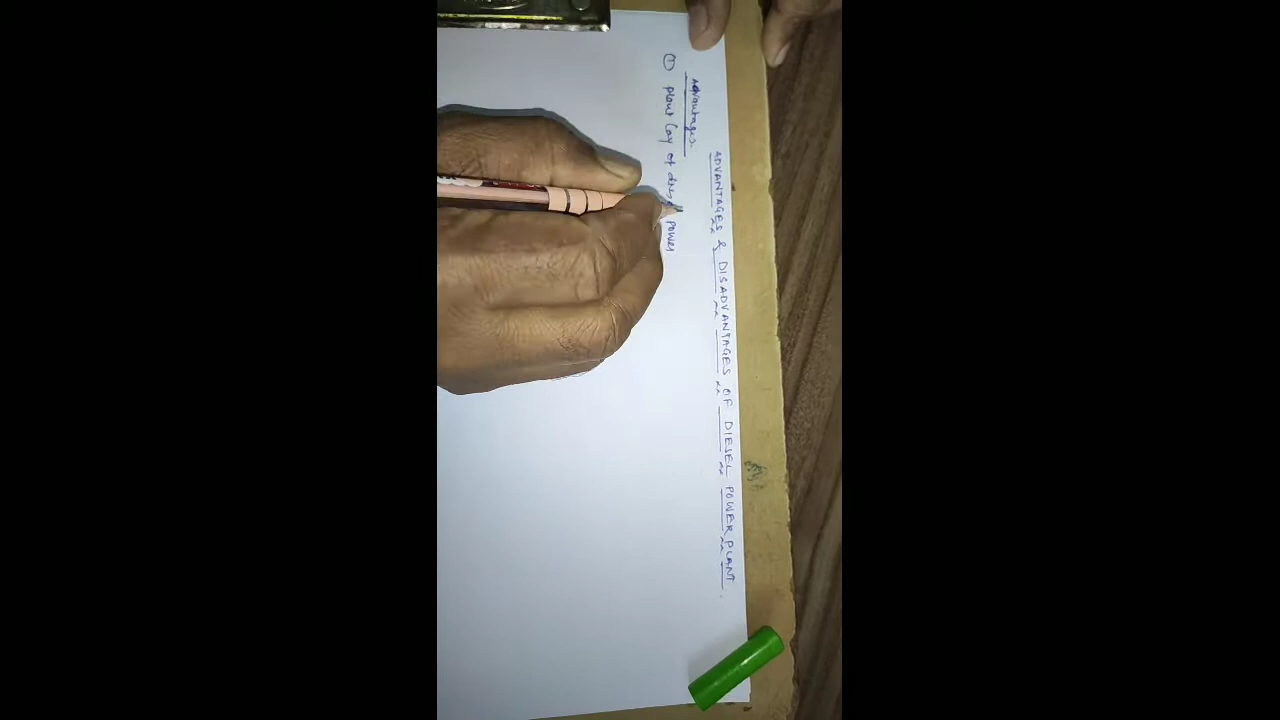 ADVANTAGES & DISADVANTAGES OF DIESEL POWER PLANT.
Advantages.
① plant lay of power